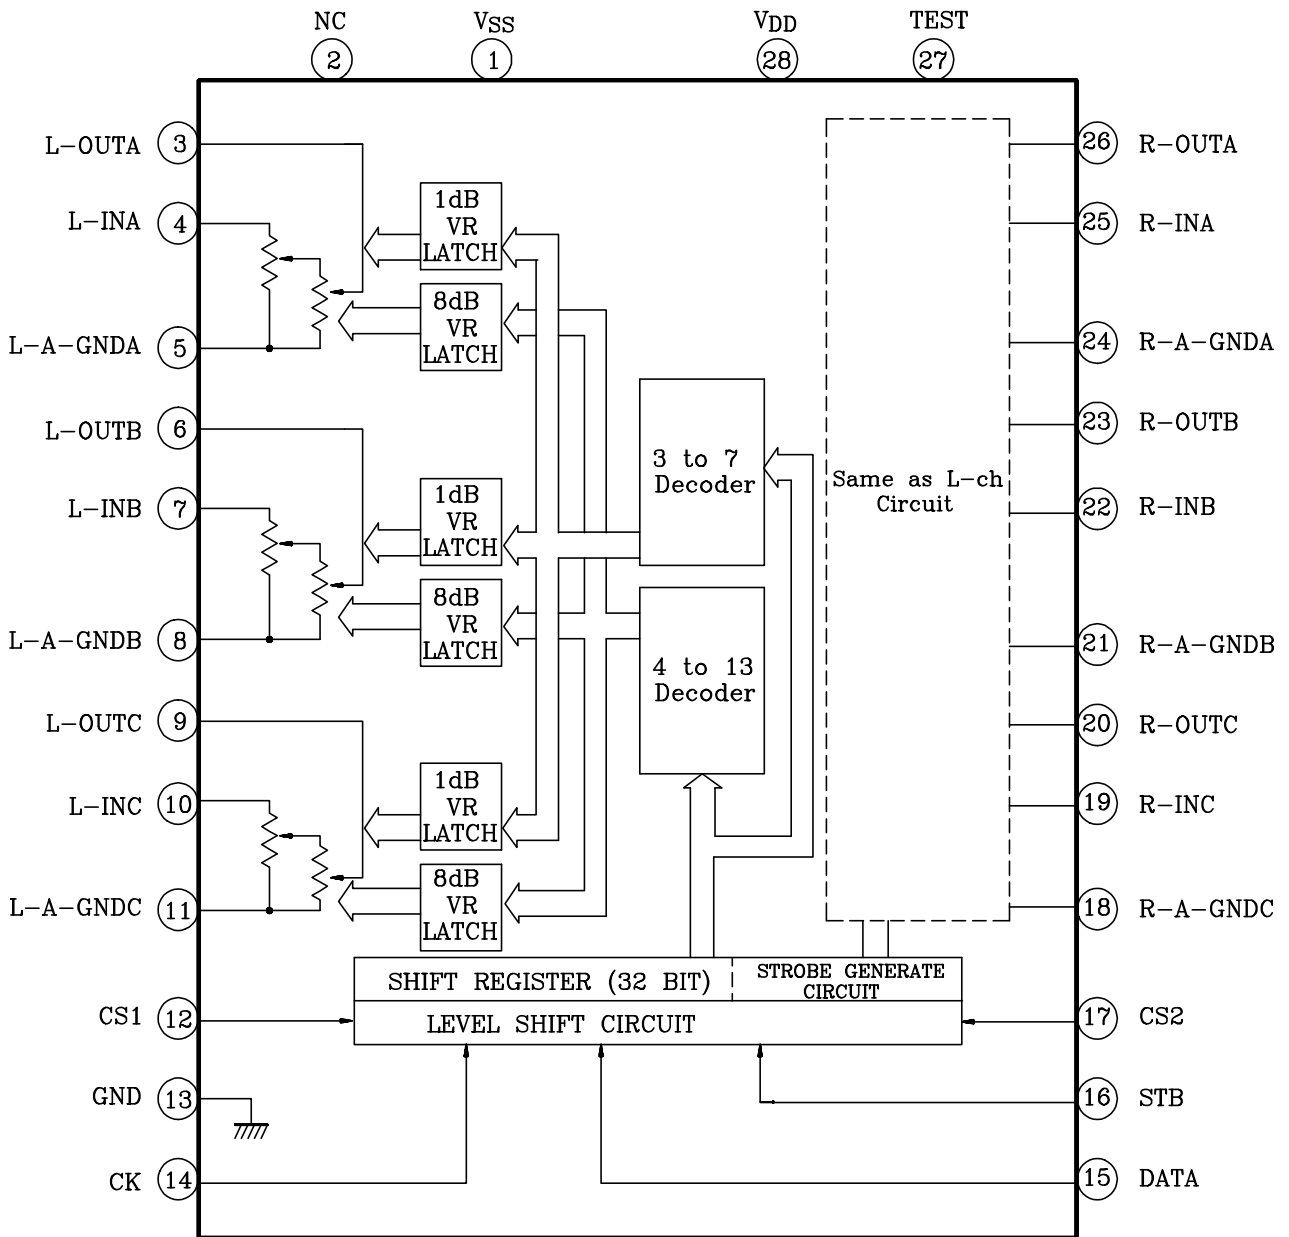 NC
VSS
VDD
TEST
2
1
28
27
L-OUTA 3
L-INA 4
L-A-GNDA 5
L-OUTB 6
L-INB 7
L-A-GNDB 8
L-OUTC 9
L-INC 10
L-A-GNDC 11
CS1 12
GND 13
CK 14
1dB
VR
LATCH
8dB
VR
LATCH
1dB
VR
LATCH
8dB
VR
LATCH
1dB
VR
LATCH
8dB
VR
LATCH
3 to 7
Decoder
4 to 13
Decoder
Same as L-ch
Circuit
SHIFT REGISTER (32 BIT)
STROBE GENERATE
CIRCUIT
LEVEL SHIFT CIRCUIT
26 R-OUTA
25 R-INA
24 R-A-GNDA
23 R-OUTB
22 R-INB
21 R-A-GNDB
20 R-OUTC
19 R-INC
18 R-A-GNDC
17 CS2
16 STB
15 DATA